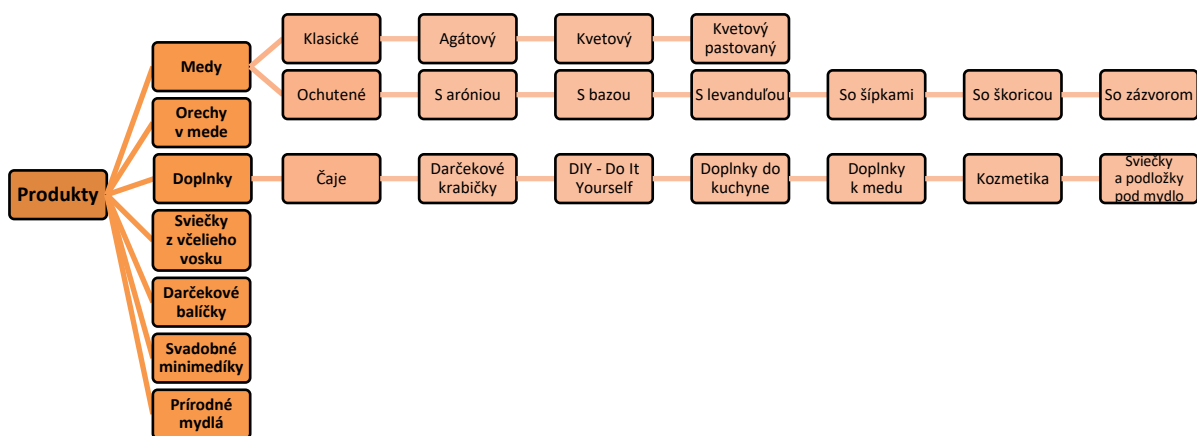 Produkty
Medy
Klasické
Agátový
Kvetový
Kvetový
pastovaný
Ochutené
S aróniou
S bazou
S levanduľou
So šípkami
So škoricou
So zázvorom
Orechy
v mede
Doplnky
Čaje
Darčekové
krabičky
DIY - Do It
Yourself
Doplnky do
kuchyne
Doplnky
k medu
Kozmetika
Sviečky
a podložky
pod mydlo
Sviečky
z včelieho
vosku
Darčekové
balíčky
Svadobné
minimedíky
Prírodné
mydlá